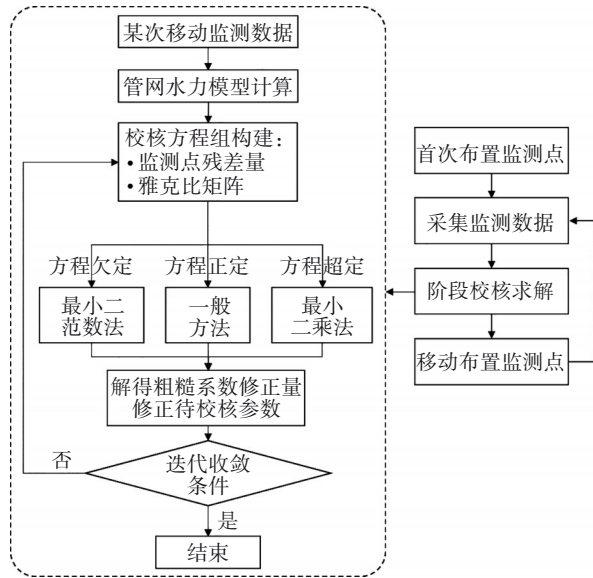 某次移动监测数据
管网水力模型计算
校核方程组构建：
•监测点残差量
•雅克比矩阵
方程欠定
方程正定
方程超定
最小二
范数法
一般
方法
最小
二乘法
解得粗糙系数修正量
修正待校核参数
否
迭代收敛
条件
是
结束
首次布置监测点
采集监测数据
阶段校核求解
移动布置监测点